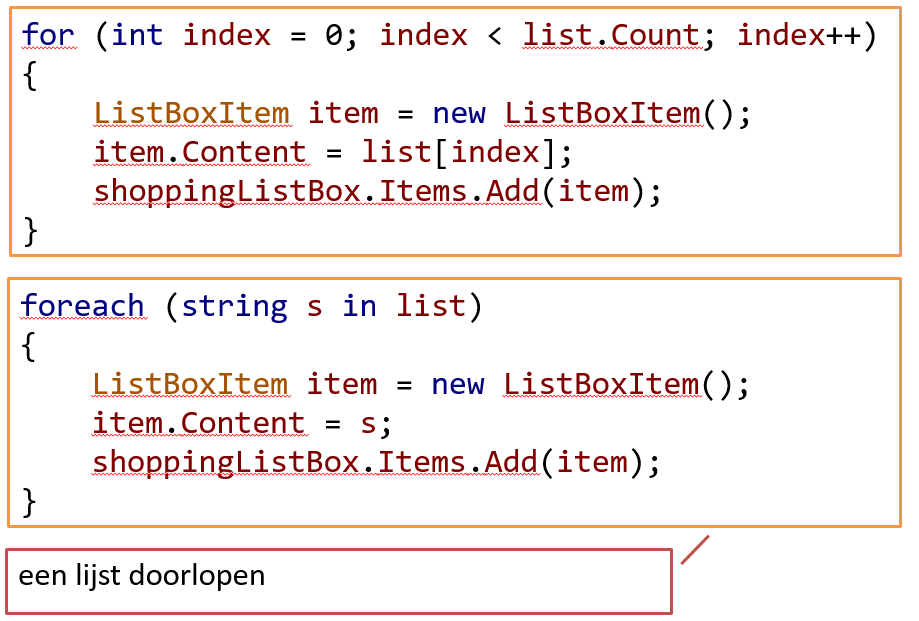 for (int index = 0; index < list.Count; index++)
{
    ListBoxItem item = new ListBoxItem();
    item.Content = list[index];
    shoppingListBox.Items.Add(item);
}
foreach (string s in list)
{
    ListBoxItem item = new ListBoxItem();
    item.Content = s;
    shoppingListBox.Items.Add(item);
}
een lijst doorlopen